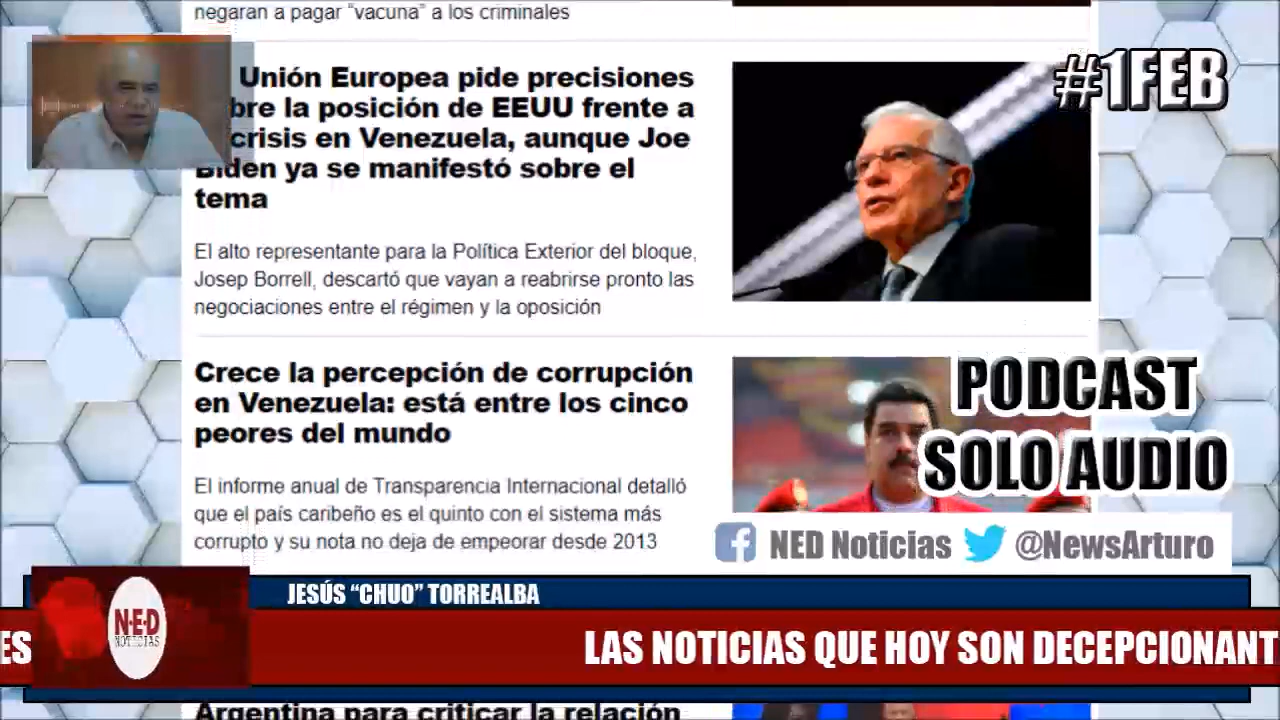 negaran a pagar "vacuna" a los criminales
Unión Europea pide precisiones
bre la posición de EEUU frente a
crisis en Venezuela, aunque Joe
Biden ya se manifestó sobre el
tema
El alto representante para la Política Exterior del bloque,
Josep Borrell, descartó que vayan a reabrirse pronto las
negociaciones entre el régimen y la oposición
#1FEB
Crece la percepción de corrupción
en Venezuela: está entre los cinco
peores del mundo
El informe anual de Transparencia Internacional detalló
que el país caribeño es el quinto con el sistema más
corrupto y su nota no deja de empeorar desde 2013
PODCAST
SOLO AUDIO
NED Noticias @NewsArturo
JESÚS “CHUO” TORREALBA
N·E·D
NOTICIAS
ES
LAS NOTICIAS QUE HOY SON DECEPCIONANT
Argentina para criticar la relación